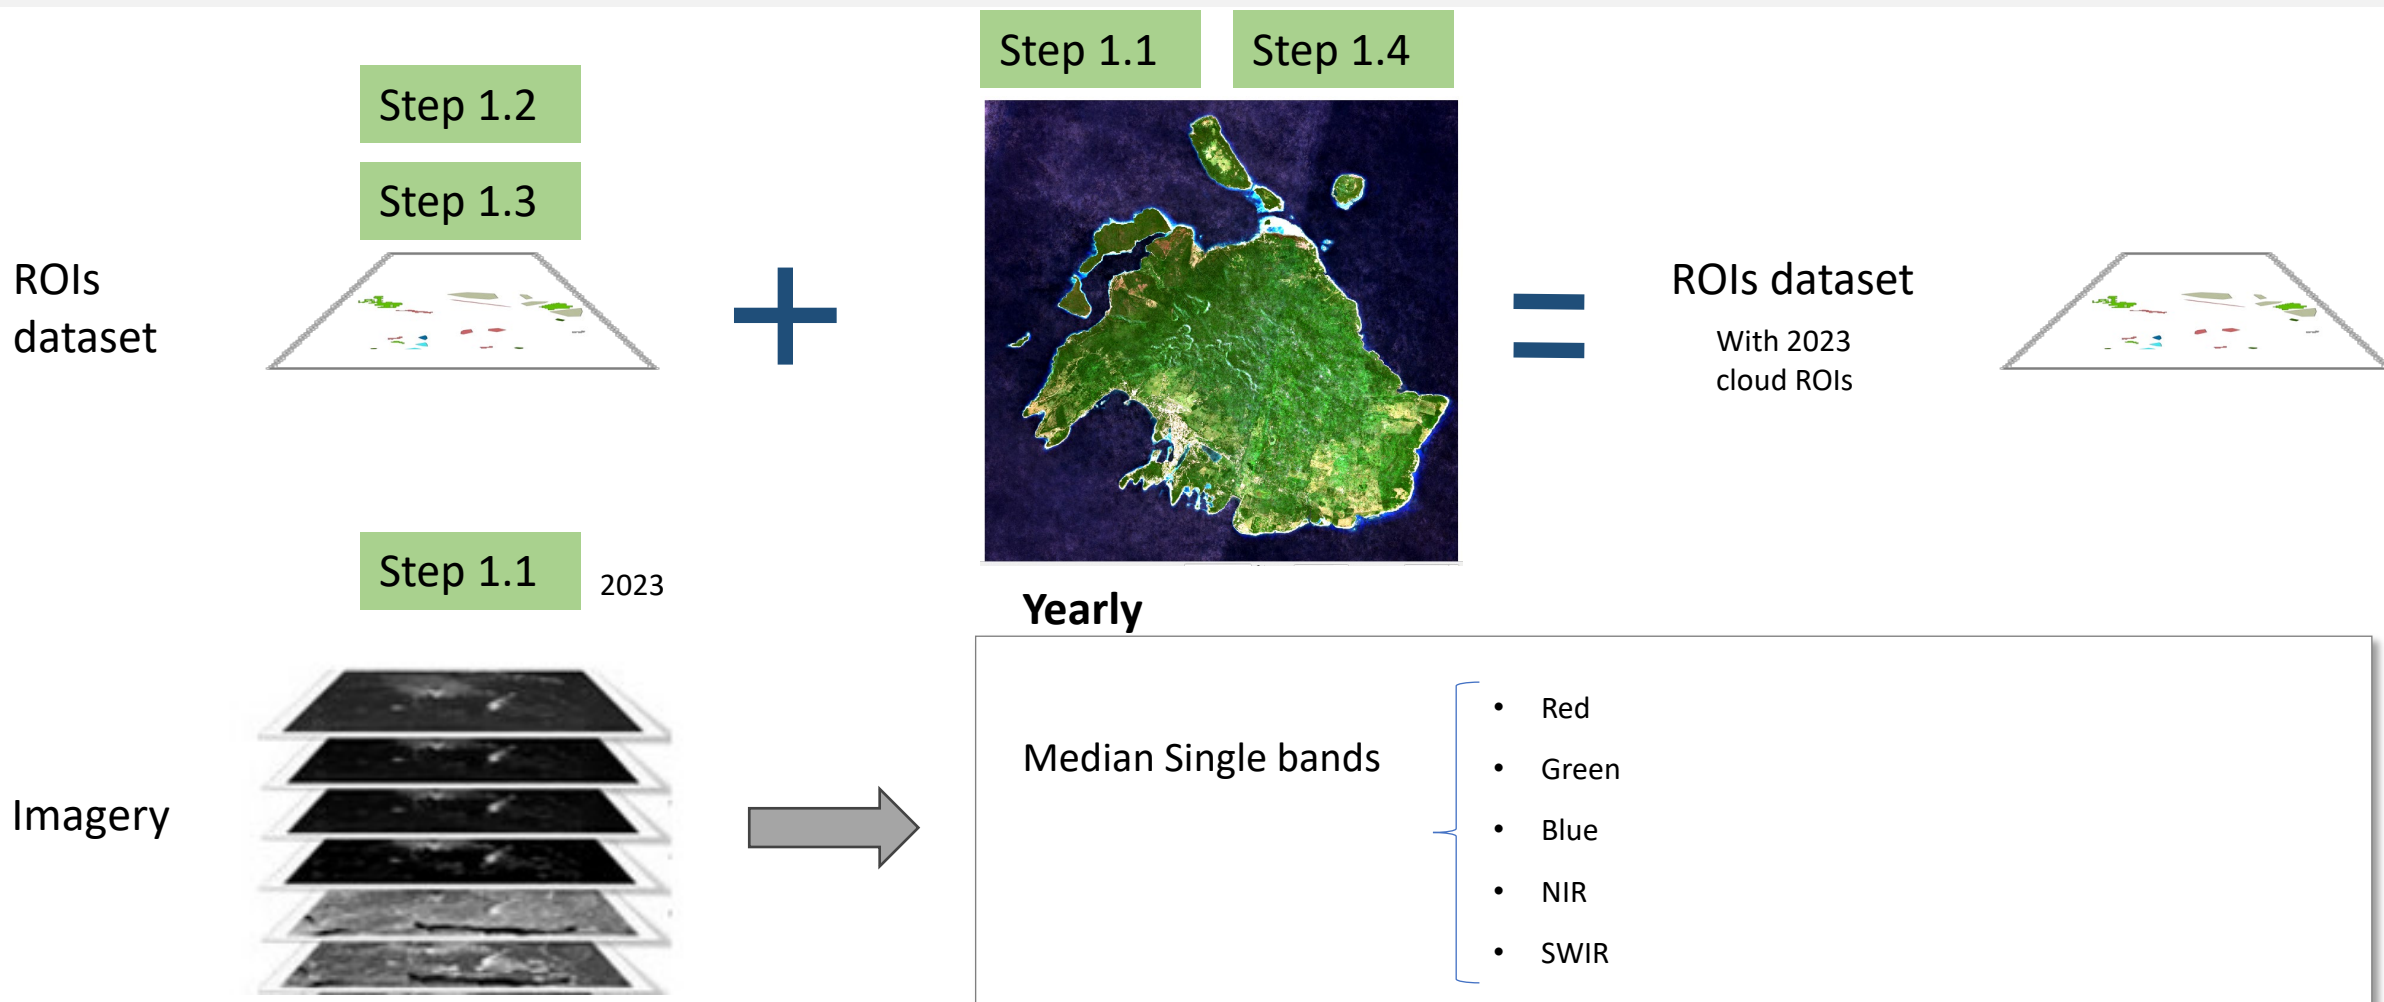 Step 1.1
Step 1.4
Step 1.2
Step 1.3
ROIs
dataset
ROIs dataset
With 2023
cloud ROIs
Step 1.1
2023
Yearly
Imagery
Median Single bands
• Red
• Green
• Blue
• NIR
• SWIR